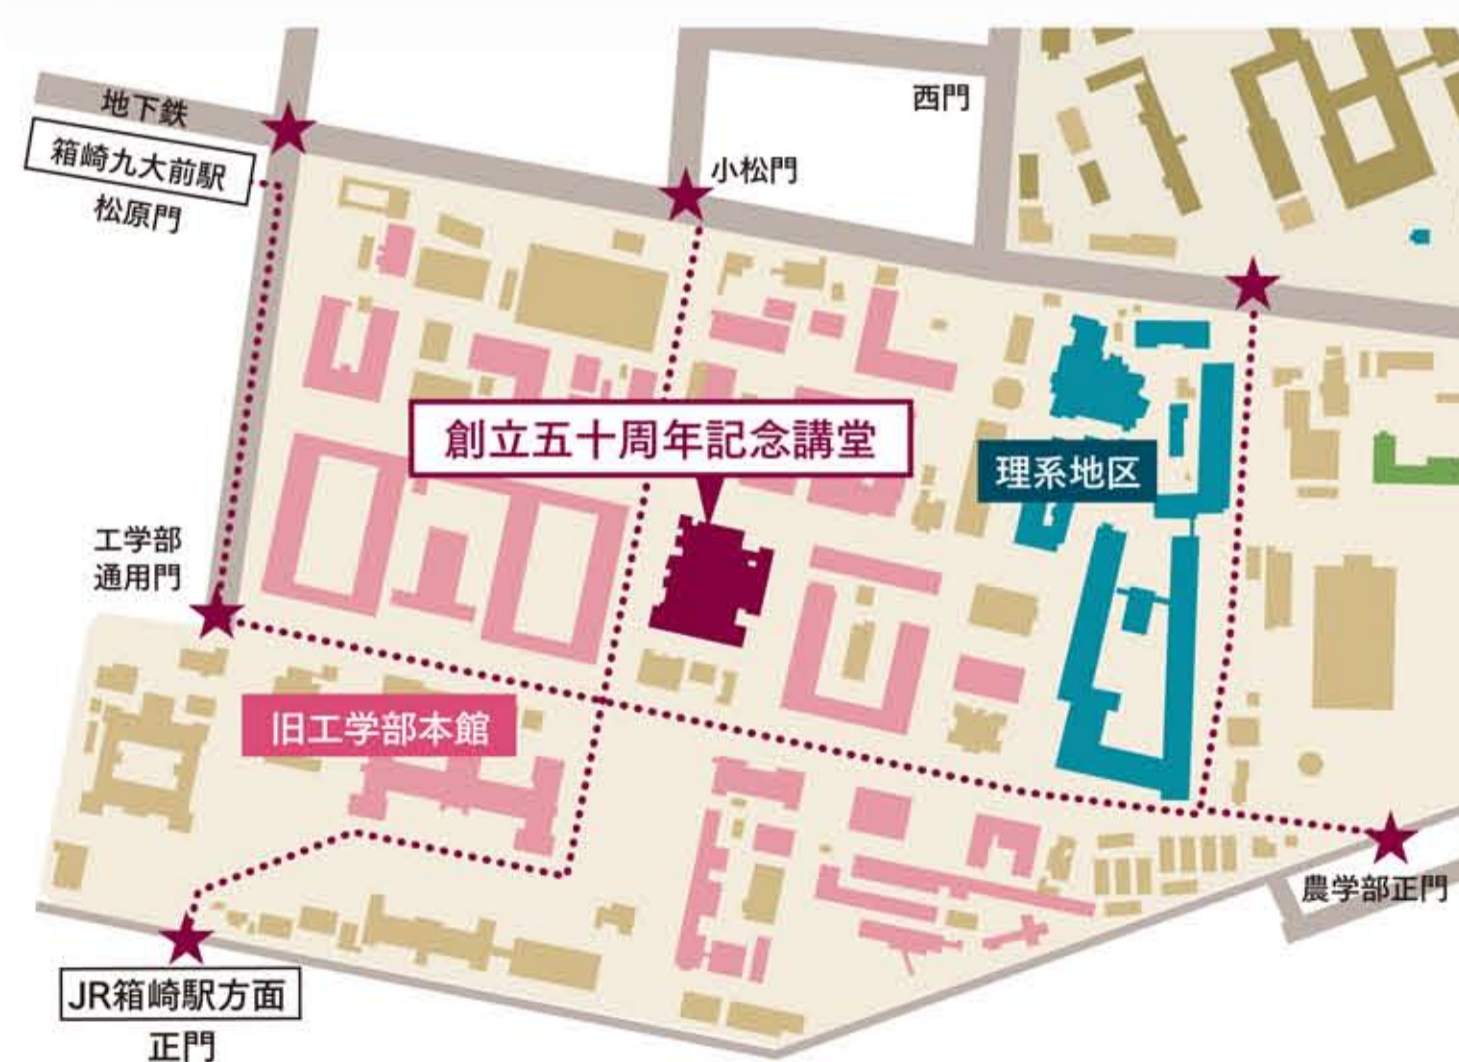 地下鉄
箱崎九大前駅
松原門
小松門
西門
創立五十周年記念講堂
理系地区
工学部
通用門
旧工学部本館
農学部正門
JR箱崎駅方面
正門